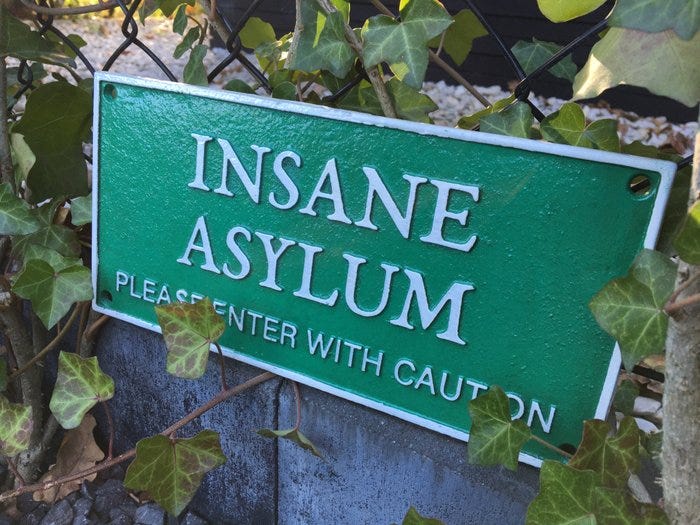 INSANE
ASYLUM
PLEASE ENTER WITH CAUTION